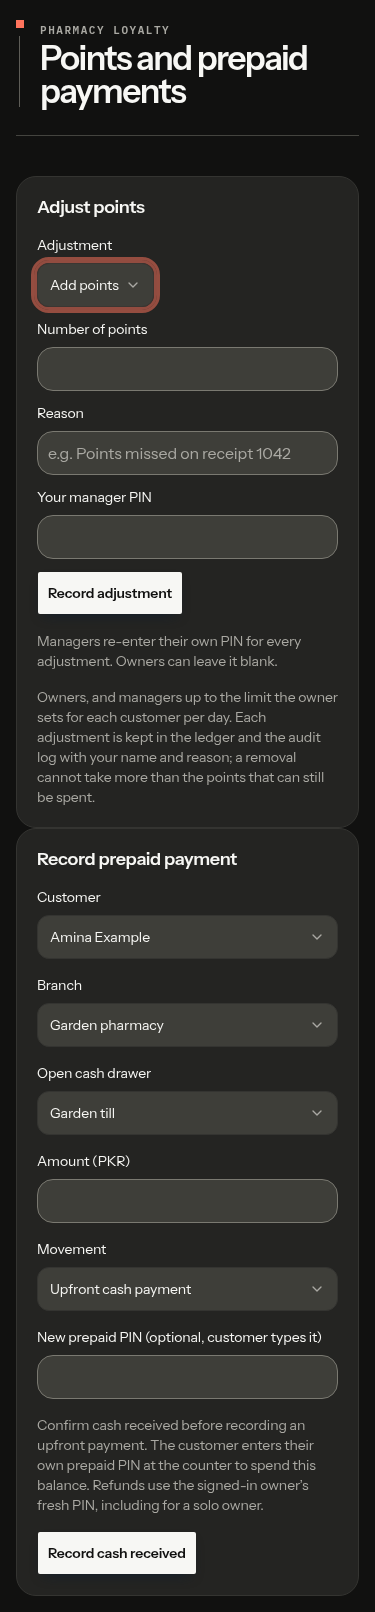 PHARMACY LOYALTY
Points and prepaid
payments
Adjust points
Adjustment
Add points
Number of points
Reason
e.g. Points missed on receipt 1042
Your manager PIN
Record adjustment
Managers re-enter their own PIN for every
adjustment. Owners can leave it blank.
Owners, and managers up to the limit the owner
sets for each customer per day. Each
adjustment is kept in the ledger and the audit
log with your name and reason; a removal
cannot take more than the points that can still
be spent.
Record prepaid payment
Customer
Amina Example
Branch
Garden pharmacy
Open cash drawer
Garden till
Amount (PKR)
Movement
Upfront cash payment
New prepaid PIN (optional, customer types it)
Confirm cash received before recording an
upfront payment. The customer enters their
own prepaid PIN at the counter to spend this
balance. Refunds use the signed-in owner's
fresh PIN, including for a solo owner.
Record cash received